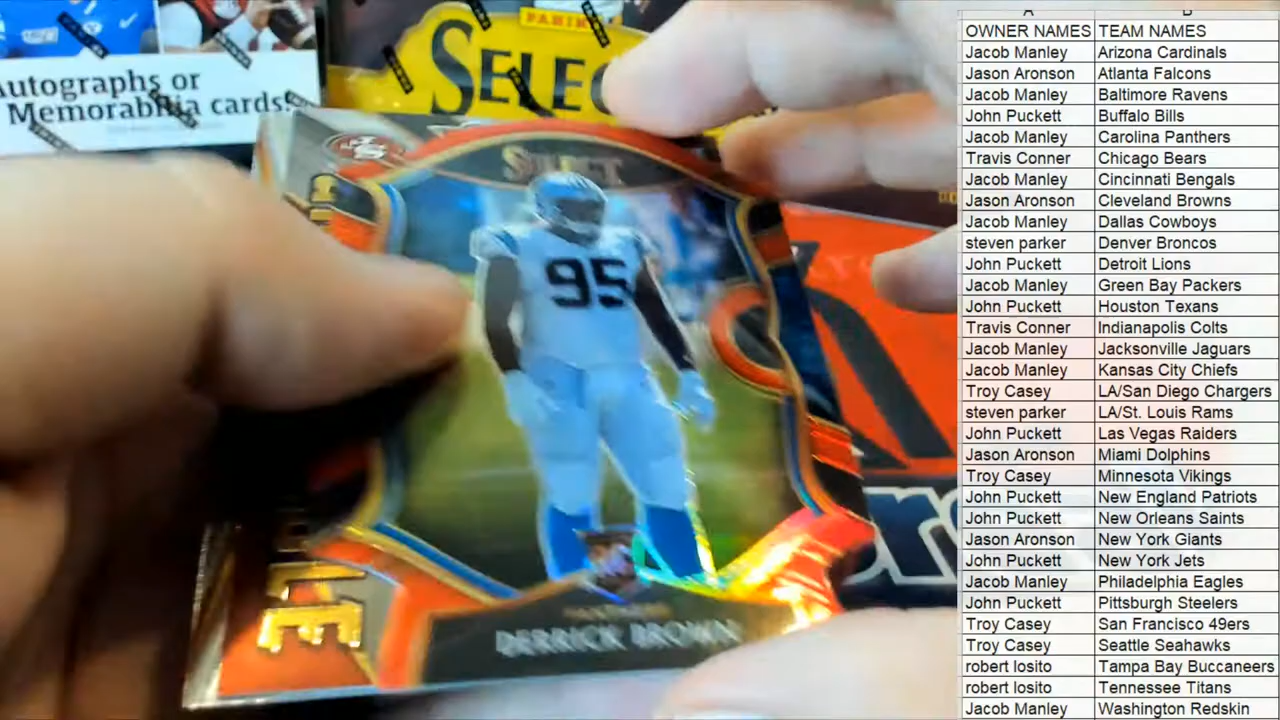 Autographs or
Memorabilia cards!
PANINI
SELEC
SELECT
95
DERRICK BROWN
A B
OWNER NAMES TEAM NAMES
Jacob Manley Arizona Cardinals
Jason Aronson Atlanta Falcons
Jacob Manley Baltimore Ravens
John Puckett Buffalo Bills
Jacob Manley Carolina Panthers
Travis Conner Chicago Bears
Jacob Manley Cincinnati Bengals
Jason Aronson Cleveland Browns
Jacob Manley Dallas Cowboys
steven parker Denver Broncos
John Puckett Detroit Lions
Jacob Manley Green Bay Packers
John Puckett Houston Texans
Travis Conner Indianapolis Colts
Jacob Manley Jacksonville Jaguars
Jacob Manley Kansas City Chiefs
Troy Casey LA/San Diego Chargers
steven parker LA/St. Louis Rams
John Puckett Las Vegas Raiders
Jason Aronson Miami Dolphins
Troy Casey Minnesota Vikings
John Puckett New England Patriots
John Puckett New Orleans Saints
Jason Aronson New York Giants
John Puckett New York Jets
Jacob Manley Philadelphia Eagles
John Puckett Pittsburgh Steelers
Troy Casey San Francisco 49ers
Troy Casey Seattle Seahawks
robert losito Tampa Bay Buccaneers
robert losito Tennessee Titans
Jacob Manley Washington Redskin